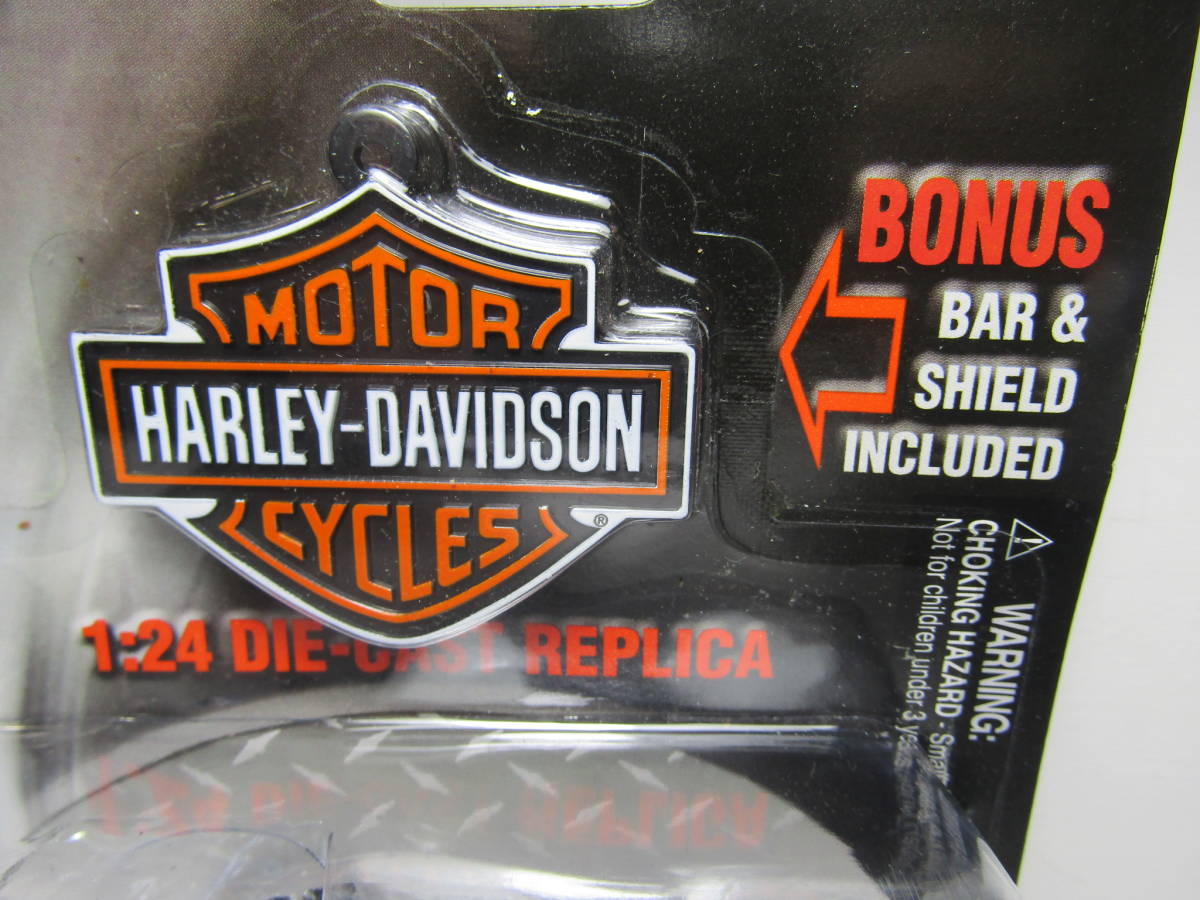 MOTOR
HARLEY-DAVIDSON
CYCLES
®
BONUS
BAR &
SHIELD
INCLUDED
1:24 DIE-CAST REPLICA
WARNING:
CHOKING HAZARD - Small
Not for children under 3